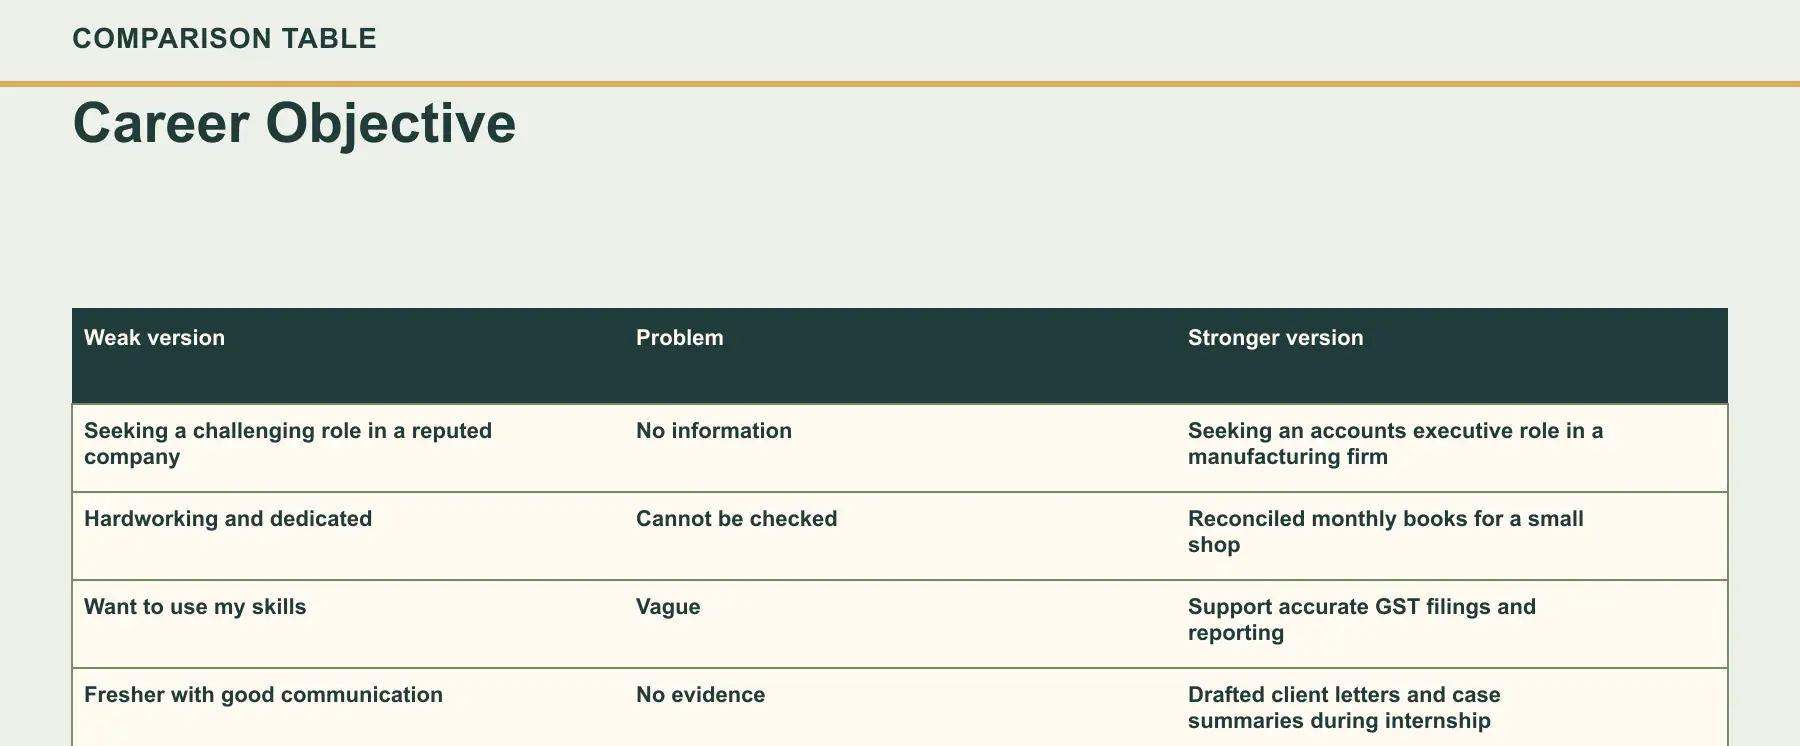 COMPARISON TABLE
Career Objective
Weak version
Problem
Stronger version
Seeking a challenging role in a reputed
company
No information
Seeking an accounts executive role in a
manufacturing firm
Hardworking and dedicated
Cannot be checked
Reconciled monthly books for a small
shop
Want to use my skills
Vague
Support accurate GST filings and
reporting
Fresher with good communication
No evidence
Drafted client letters and case
summaries during internship